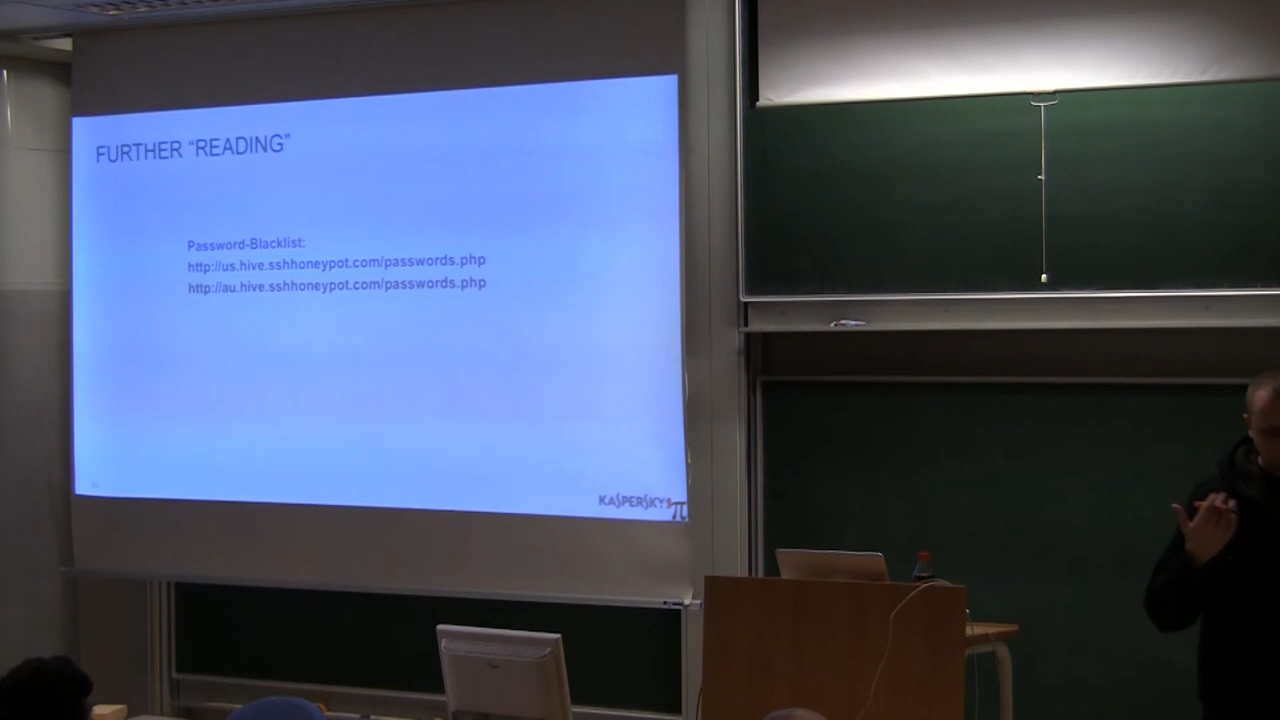 FURTHER “READING”
Password-Blacklist:
http://us.hive.sshhoneypot.com/passwords.php
http://au.hive.sshhoneypot.com/passwords.php
KASPERSKY
π